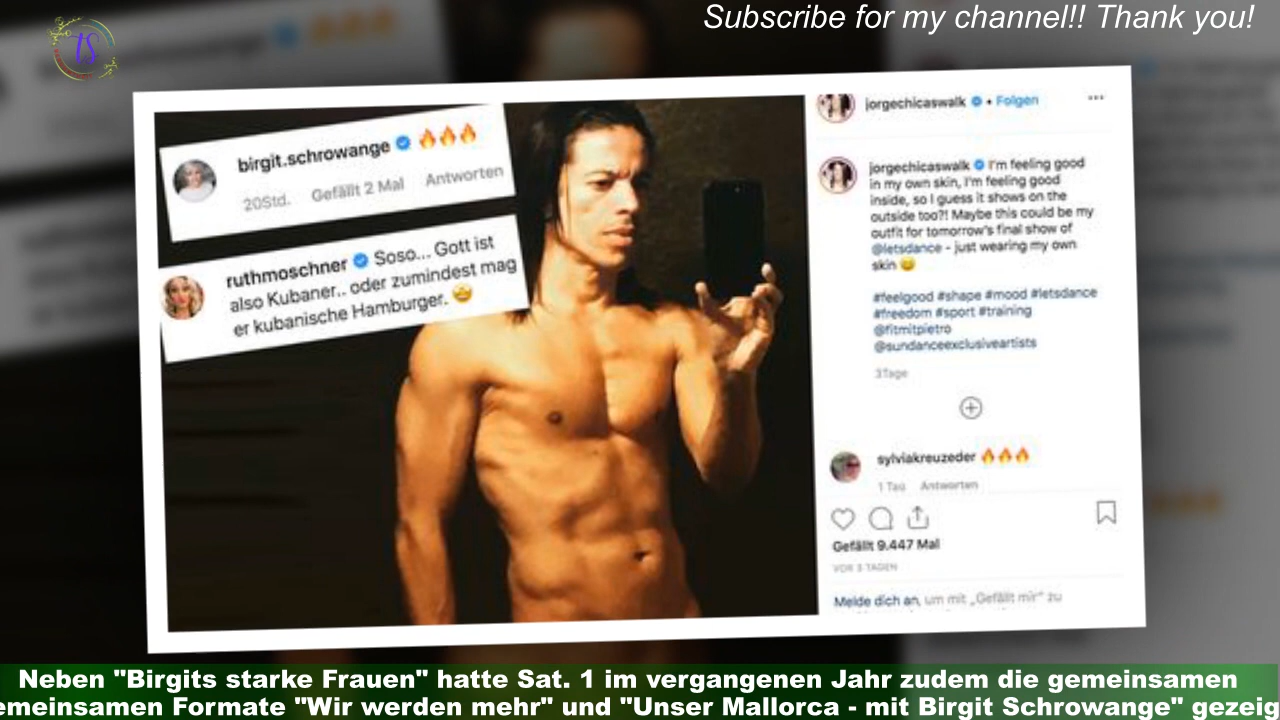 Subscribe for my channel!! Thank you!
TS
birgit.schrowange 🔥🔥🔥
20Std. Gefällt 2 Mal Antworten
ruthmoschner Soso... Gott ist
also Kubaner.. oder zumindest mag
er kubanische Hamburger. 🤩
jorgechicaswalk • Folgen
jorgechicaswalk I'm feeling good
in my own skin, I'm feeling good
inside, so I guess it shows on the
outside too?! Maybe this could be my
outfit for tomorrow's final show of
@letsdance - just wearing my own
skin 😄
#feelgood #shape #mood #letsdance
#freedom #sport #training
@fitmitpietro
@sundanceexclusiveartists
3Tage
sylviakreuzeder 🔥🔥🔥
1 Tag Antworten
Gefällt 9.447 Mal
VOR 3 TAGEN
Melde dich an, um mit „Gefällt mir" zu
Neben "Birgits starke Frauen" hatte Sat. 1 im vergangenen Jahr zudem die gemeinsamen
emeinsamen Formate "Wir werden mehr" und "Unser Mallorca - mit Birgit Schrowange" gezeig